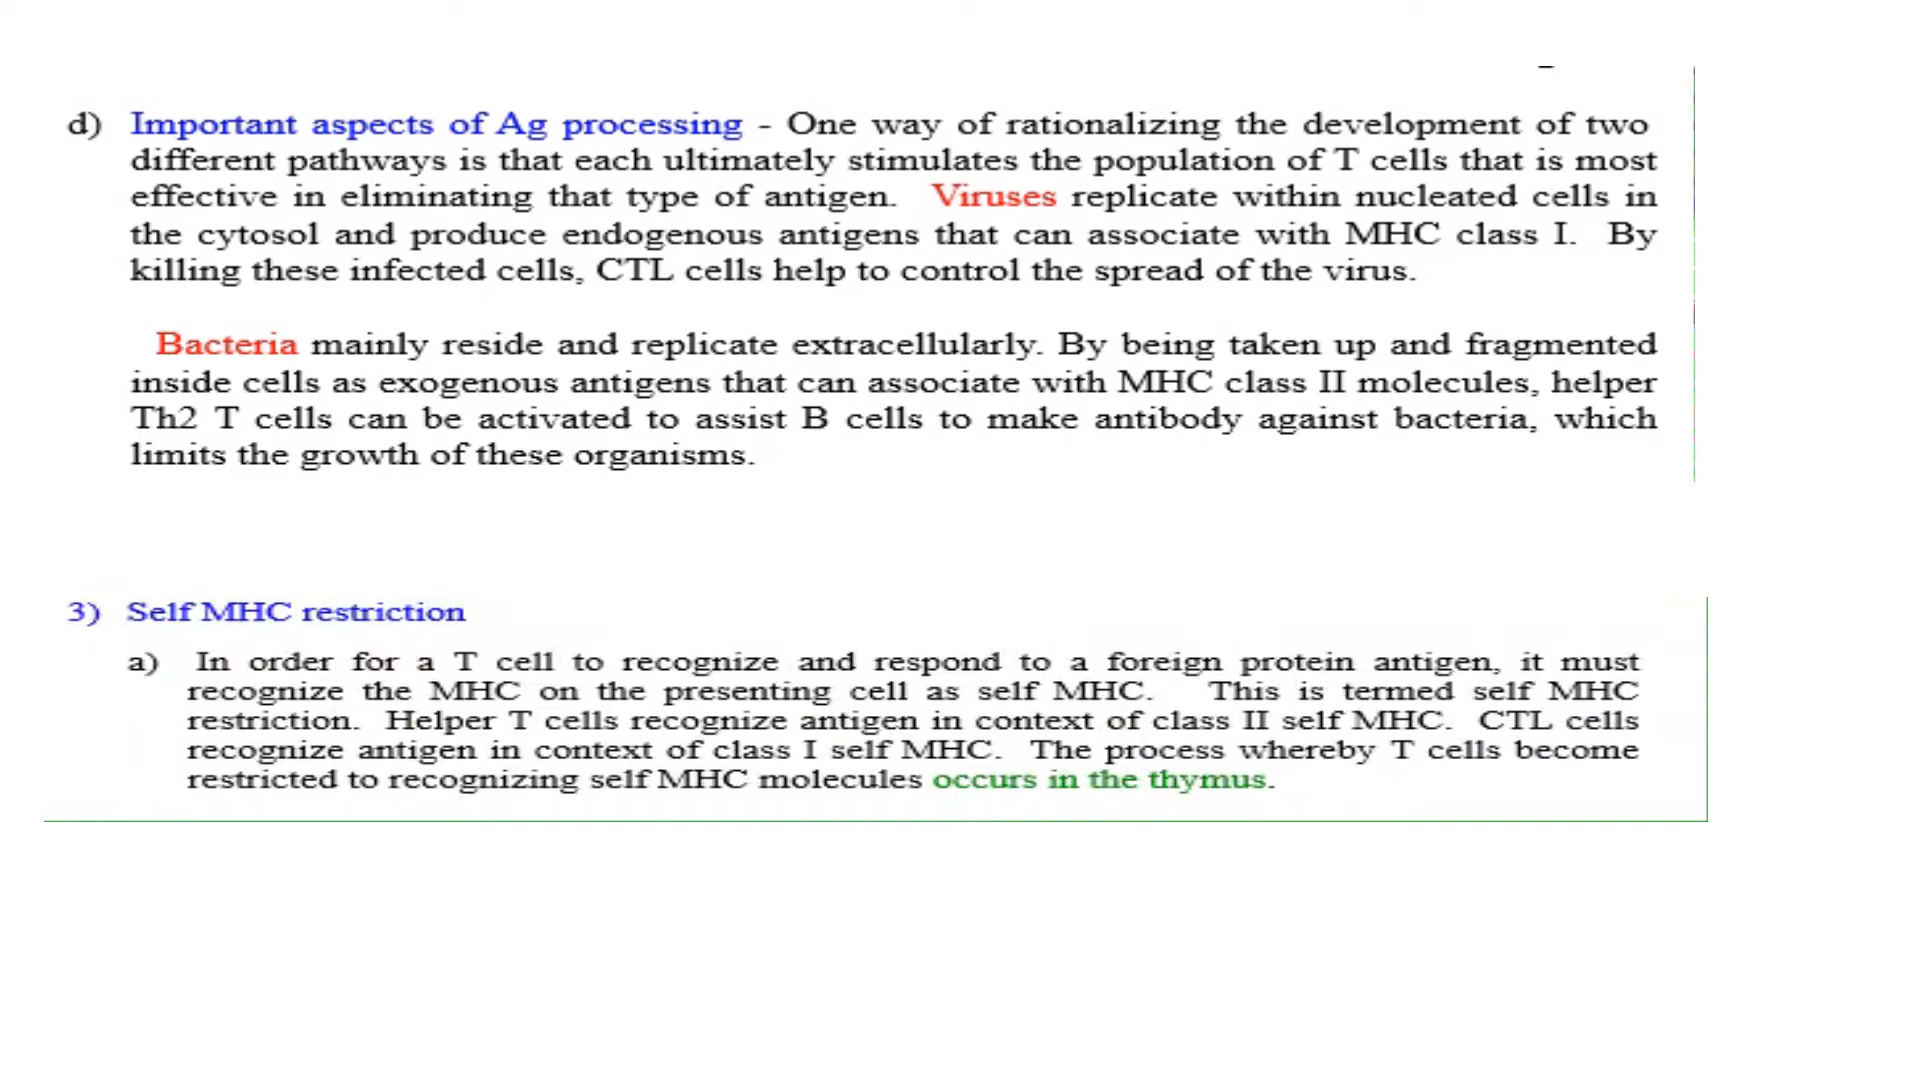 d) Important aspects of Ag processing - One way of rationalizing the development of two
different pathways is that each ultimately stimulates the population of T cells that is most
effective in eliminating that type of antigen. Viruses replicate within nucleated cells in
the cytosol and produce endogenous antigens that can associate with MHC class I. By
killing these infected cells, CTL cells help to control the spread of the virus.
Bacteria mainly reside and replicate extracellularly. By being taken up and fragmented
inside cells as exogenous antigens that can associate with MHC class II molecules, helper
Th2 T cells can be activated to assist B cells to make antibody against bacteria, which
limits the growth of these organisms.
3) Self MHC restriction
a) In order for a T cell to recognize and respond to a foreign protein antigen, it must
recognize the MHC on the presenting cell as self MHC. This is termed self MHC
restriction. Helper T cells recognize antigen in context of class II self MHC. CTL cells
recognize antigen in context of class I self MHC. The process whereby T cells become
restricted to recognizing self MHC molecules occurs in the thymus.